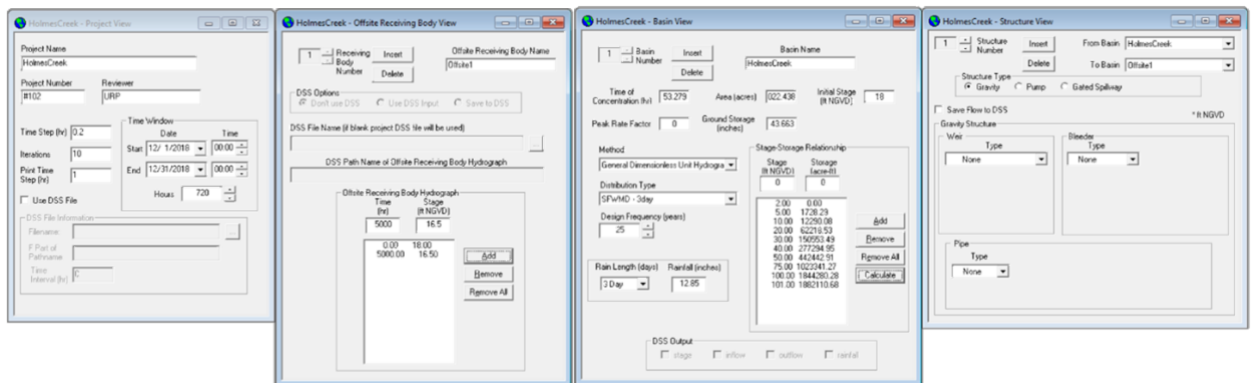 HolmesCreek - Project View
Project Name
HolmesCreek
Project Number Reviewer
#102 URP
Time Step (hr) 0.2
Iterations 10
Print Time Step (hr) 1
Use DSS File
Time Window
Date Time
Start 12/ 1/2018 00:00
End 12/31/2018 00:00
Hours 720
DSS File Information
Filename
F Part of Pathname
Time Interval (hr)
HolmesCreek - Offsite Receiving Body View
1 Receiving Body Number
Insert
Delete
Offsite Receiving Body Name
Offsite1
DSS Options
Don't use DSS Use DSS Input Save to DSS
DSS File Name (if blank project DSS file will be used)
DSS Path Name of Offsite Receiving Body Hydrograph
Offsite Receiving Body Hydrograph
Time (hr) Stage (ft NGVD)
5000 16.5
0.00 18.00
5000.00 16.50
Add
Remove
Remove All
HolmesCreek - Basin View
1 Basin Number
Insert
Delete
Basin Name
HolmesCreek
Time of Concentration (hr) 53.279
Area (acres) 022.438
Initial Stage (ft NGVD) 18
Peak Rate Factor 0
Ground Storage (inches) 43.663
Method
General Dimensionless Unit Hydrogra
Distribution Type
SFWMD - 3day
Design Frequency (years)
25
Rain Length (days) Rainfall (inches)
3 Day 12.85
Stage-Storage Relationship
Stage (ft NGVD) Storage (acre-ft)
0 0
2.00 0.00
5.00 1728.29
10.00 12290.08
20.00 62216.53
30.00 150953.49
40.00 277294.95
50.00 442442.91
75.00 1023341.27
100.00 1844280.28
101.00 1882110.68
Add
Remove
Remove All
Calculate
DSS Output
stage inflow outflow rainfall
HolmesCreek - Structure View
1 Structure Number
Insert
Delete
From Basin HolmesCreek
To Basin Offsite1
Structure Type
Gravity Pump Gated Spillway
Save Flow to DSS
* ft NGVD
Gravity Structure
Weir
Type
None
Bleeder
Type
None
Pipe
Type
None